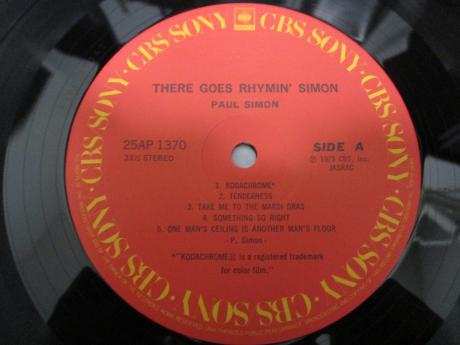 CBS SONY · CBS SONY · CBS SONY · CBS SONY · CBS SONY · CBS SONY
THERE GOES RHYMIN' SIMON
PAUL SIMON
25AP 1370
33⅓ STEREO
SIDE A
Ⓟ 1973 CBS, Inc.
JASRAC
1. KODACHROME*
2. TENDERNESS
3. TAKE ME TO THE MARDI GRAS
4. SOMETHING SO RIGHT
5. ONE MAN'S CEILING IS ANOTHER MAN'S FLOOR
- P. Simon -
*"KODACHROMEⓇ is a registered trademark
for color film."